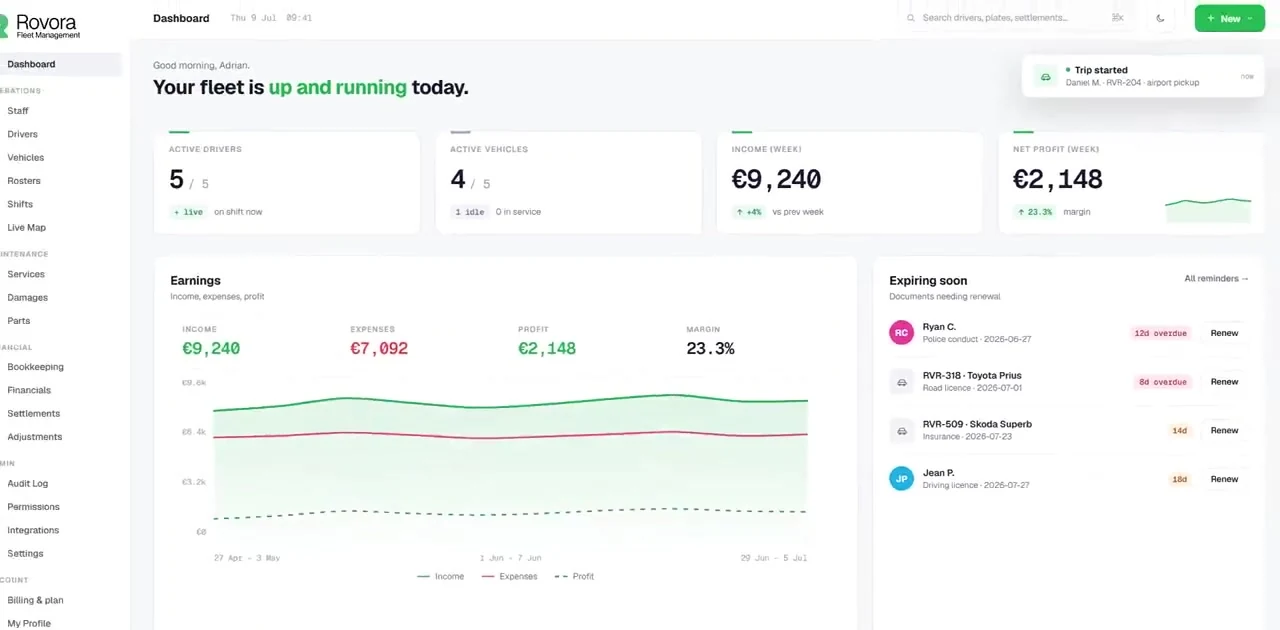 Rovora
Fleet Management
Dashboard
Thu 9 Jul 09:41
Search drivers, plates, settlements...
⌘K
+ New
Dashboard
ERATIONS
Staff
Drivers
Vehicles
Rosters
Shifts
Live Map
INTENANCE
Services
Damages
Parts
ANCIAL
Bookkeeping
Financials
Settlements
Adjustments
MIN
Audit Log
Permissions
Integrations
Settings
COUNT
Billing & plan
My Profile
Good morning, Adrian.
Your fleet is up and running today.
Trip started
Daniel M. · RVR-204 · airport pickup
now
ACTIVE DRIVERS
5 / 5
+ live on shift now
ACTIVE VEHICLES
4 / 5
1 idle 0 in service
INCOME (WEEK)
€9,240
↑ +4% vs prev week
NET PROFIT (WEEK)
€2,148
↑ 23.3% margin
Earnings
Income, expenses, profit
INCOME
€9,240
EXPENSES
€7,092
PROFIT
€2,148
MARGIN
23.3%
€9.6k
€6.4k
€3.2k
€0
27 Apr – 3 May
1 Jun – 7 Jun
29 Jun – 5 Jul
Income
Expenses
Profit
Expiring soon
All reminders →
Documents needing renewal
Ryan C.
RC
Police conduct · 2026-06-27
12d overdue
Renew
RVR-318 · Toyota Prius
Road licence · 2026-07-01
8d overdue
Renew
RVR-509 · Skoda Superb
Insurance · 2026-07-23
14d
Renew
JP
Jean P.
Driving licence · 2026-07-27
18d
Renew